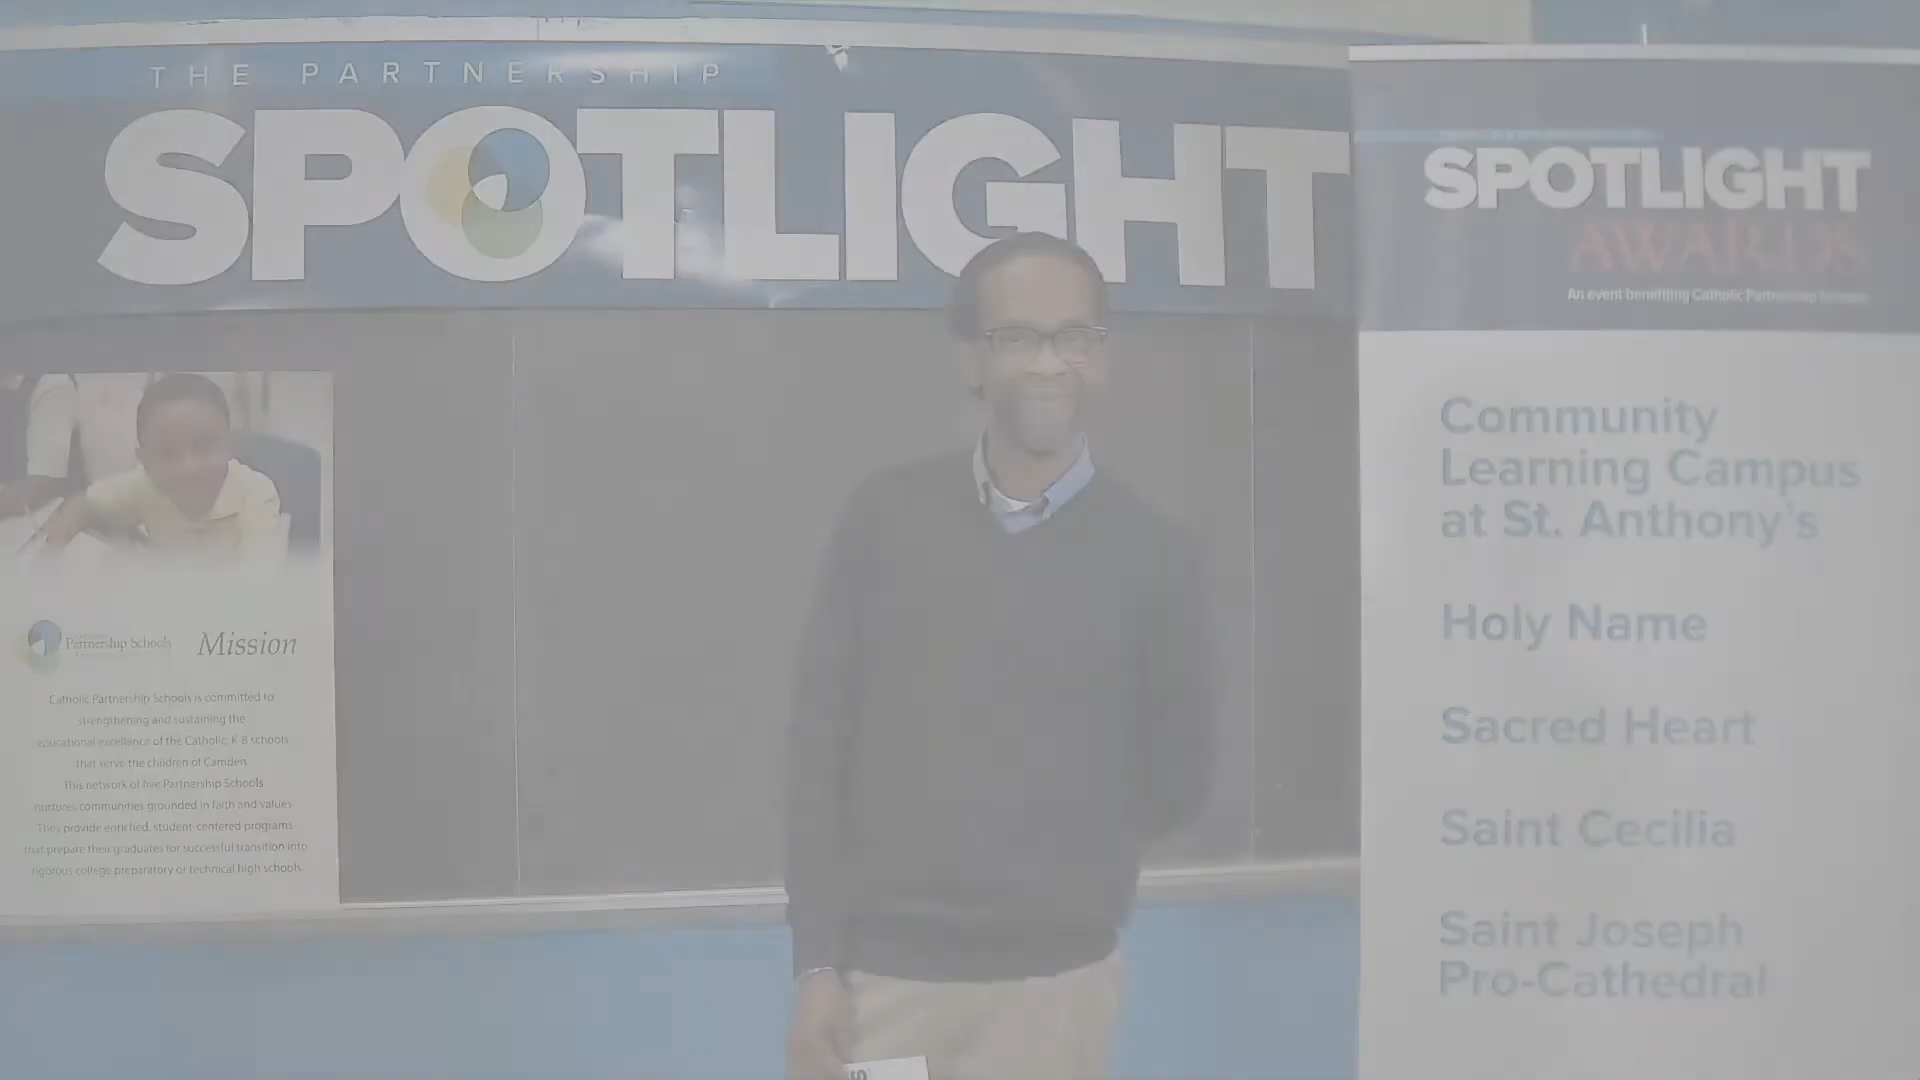 THE PARTNERSHIP
SPOTLIGHT
SPOTLIGHT
AWARDS
An event benefiting Catholic Partnership Schools
Community
Learning Campus
at St. Anthony's
Holy Name
Sacred Heart
Saint Cecilia
Saint Joseph
Pro-Cathedral
Partnership Schools
Mission
Catholic Partnership Schools is committed to
strengthening and sustaining the
educational excellence of the Catholic, K-8 schools
that serve the children of Camden.
This network of five Partnership Schools
nurtures communities grounded in faith and values.
They provide enriched, student-centered programs
that prepare their graduates for successful transition into
rigorous college preparatory or technical high schools.